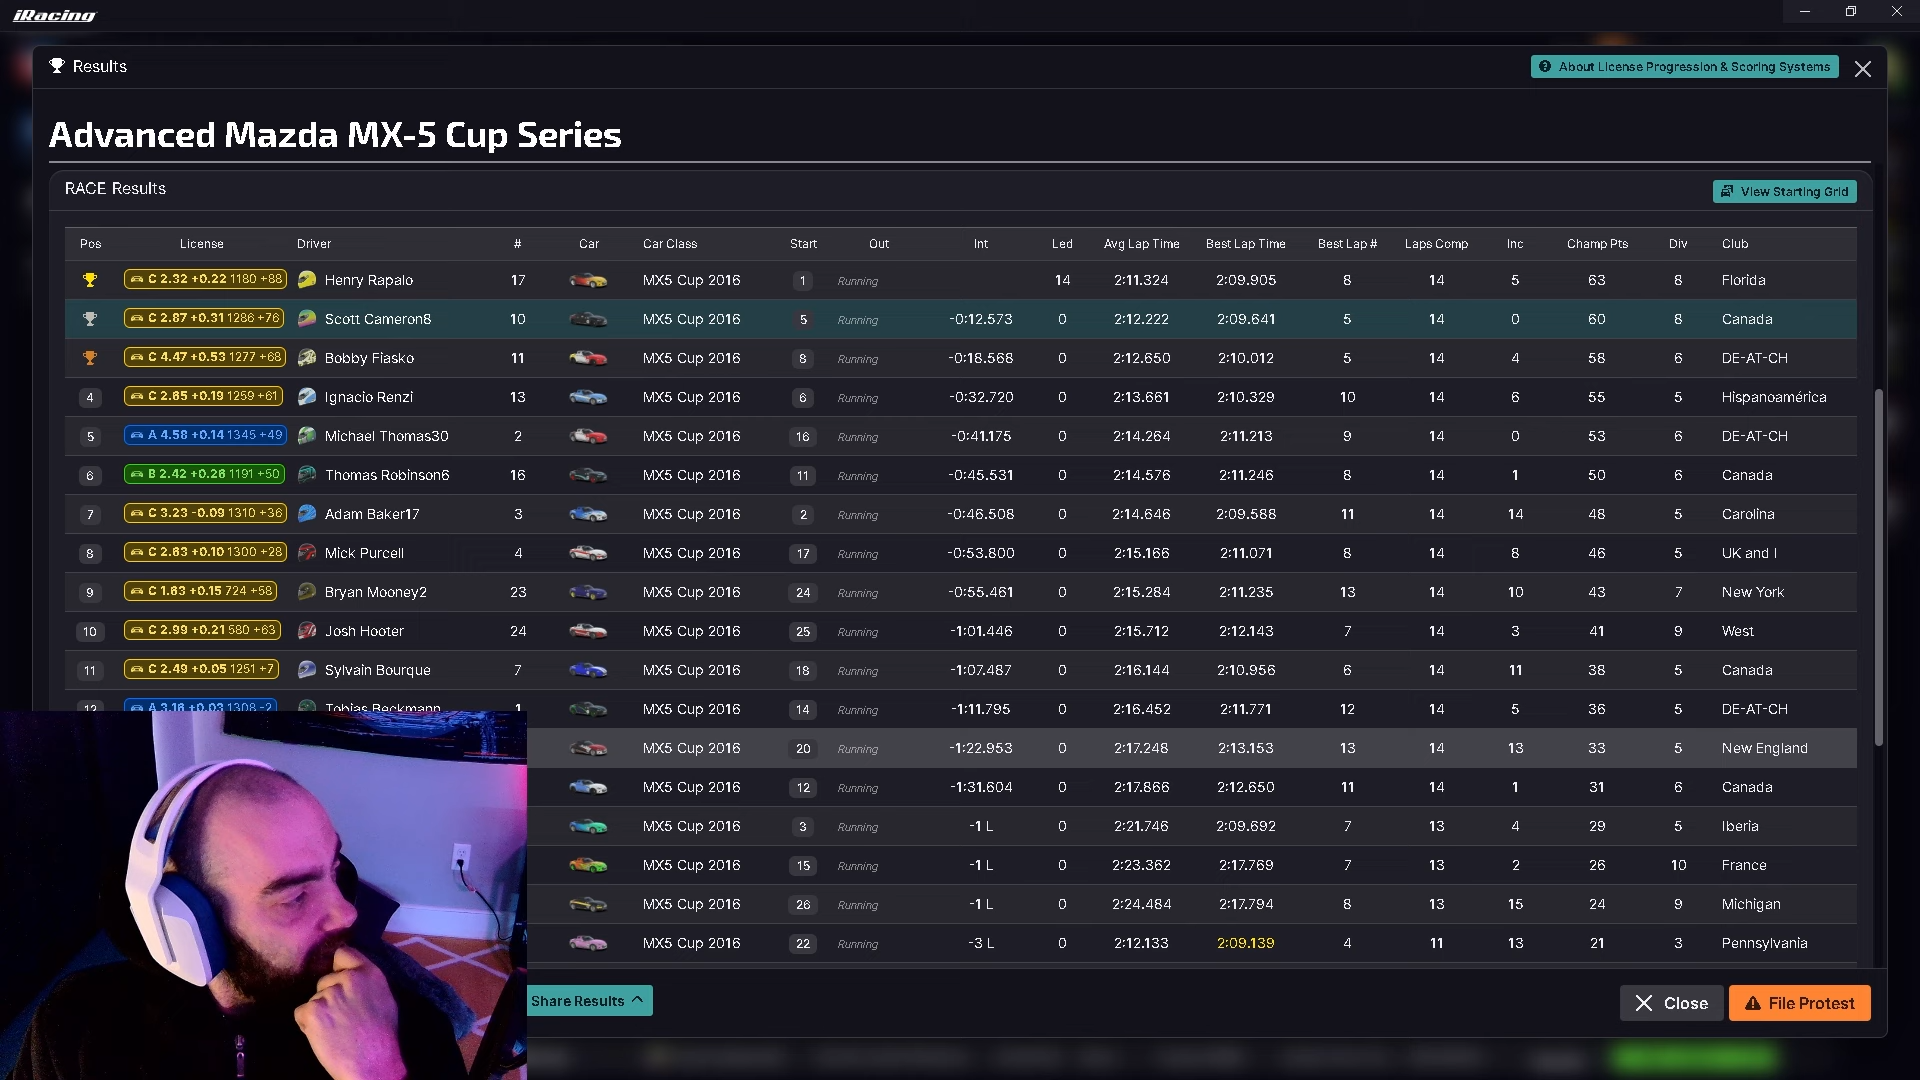 iRacing
Results
About License Progression & Scoring Systems
Advanced Mazda MX-5 Cup Series
RACE Results
View Starting Grid
Pos License Driver # Car Car Class Start Out Int Led Avg Lap Time Best Lap Time Best Lap # Laps Comp Inc Champ Pts Div Club
C 2.32 +0.22 1180 +88 Henry Rapalo 17 MX5 Cup 2016 1 Running 14 2:11.324 2:09.905 8 14 5 63 8 Florida
C 2.87 +0.31 1286 +76 Scott Cameron8 10 MX5 Cup 2016 5 Running -0:12.573 0 2:12.222 2:09.641 5 14 0 60 8 Canada
C 4.47 +0.53 1277 +68 Bobby Fiasko 11 MX5 Cup 2016 8 Running -0:18.568 0 2:12.650 2:10.012 5 14 4 58 6 DE-AT-CH
4 C 2.65 +0.19 1259 +61 Ignacio Renzi 13 MX5 Cup 2016 6 Running -0:32.720 0 2:13.661 2:10.329 10 14 6 55 5 Hispanoamérica
5 A 4.58 +0.14 1345 +49 Michael Thomas30 2 MX5 Cup 2016 16 Running -0:41.175 0 2:14.264 2:11.213 9 14 0 53 6 DE-AT-CH
6 B 2.42 +0.26 1191 +50 Thomas Robinson6 16 MX5 Cup 2016 11 Running -0:45.531 0 2:14.576 2:11.246 8 14 1 50 6 Canada
7 C 3.23 -0.09 1310 +36 Adam Baker17 3 MX5 Cup 2016 2 Running -0:46.508 0 2:14.646 2:09.588 11 14 14 48 5 Carolina
8 C 2.63 +0.10 1300 +28 Mick Purcell 4 MX5 Cup 2016 17 Running -0:53.800 0 2:15.166 2:11.071 8 14 8 46 5 UK and I
9 C 1.63 +0.15 724 +58 Bryan Mooney2 23 MX5 Cup 2016 24 Running -0:55.461 0 2:15.284 2:11.235 13 14 10 43 7 New York
10 C 2.99 +0.21 580 +63 Josh Hooter 24 MX5 Cup 2016 25 Running -1:01.446 0 2:15.712 2:12.143 7 14 3 41 9 West
11 C 2.49 +0.05 1251 +7 Sylvain Bourque 7 MX5 Cup 2016 18 Running -1:07.487 0 2:16.144 2:10.956 6 14 11 38 5 Canada
12 A 3.16 +0.03 1308 -2 Tobias Beckmann 1 MX5 Cup 2016 14 Running -1:11.795 0 2:16.452 2:11.771 12 14 5 36 5 DE-AT-CH
MX5 Cup 2016 20 Running -1:22.953 0 2:17.248 2:13.153 13 14 13 33 5 New England
MX5 Cup 2016 12 Running -1:31.604 0 2:17.866 2:12.650 11 14 1 31 6 Canada
MX5 Cup 2016 3 Running -1 L 0 2:21.746 2:09.692 7 13 4 29 5 Iberia
MX5 Cup 2016 15 Running -1 L 0 2:23.362 2:17.769 7 13 2 26 10 France
MX5 Cup 2016 26 Running -1 L 0 2:24.484 2:17.794 8 13 15 24 9 Michigan
MX5 Cup 2016 22 Running -3 L 0 2:12.133 2:09.139 4 11 13 21 3 Pennsylvania
Share Results
Close
File Protest